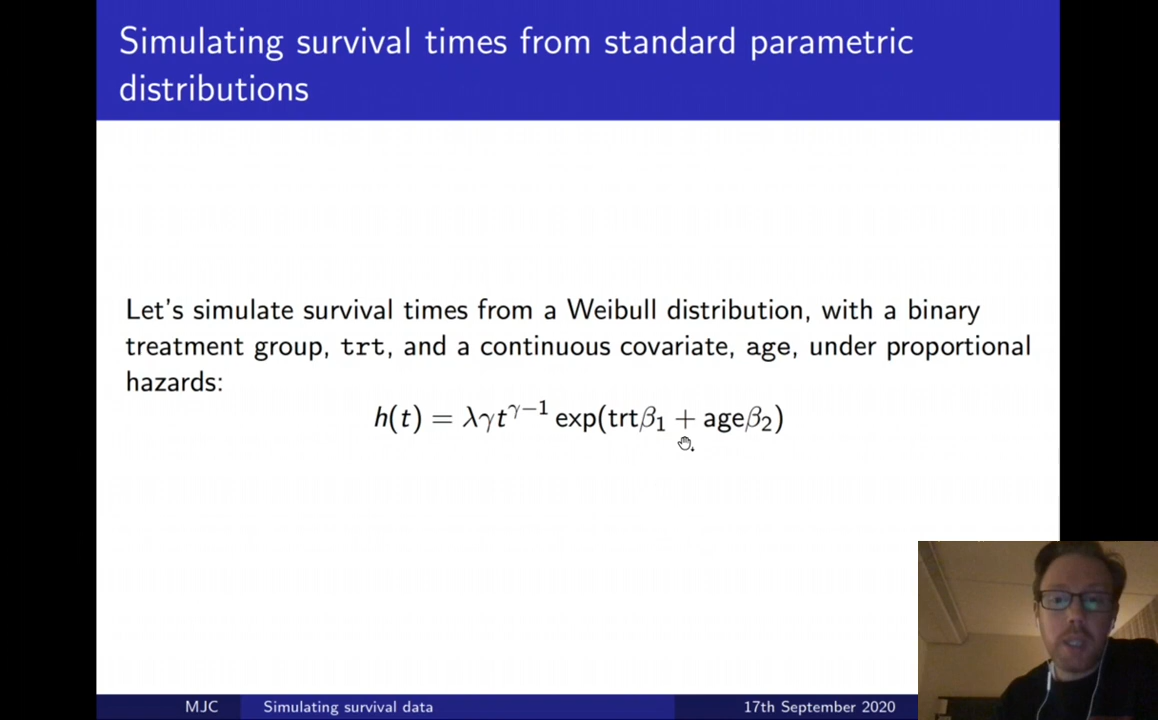 Simulating survival times from standard parametric
distributions
Let's simulate survival times from a Weibull distribution, with a binary
treatment group, trt, and a continuous covariate, age, under proportional
hazards:
h(t) = λγt^{γ−1} exp(trtβ₁ + ageβ₂)
MJC Simulating survival data 17th September 2020